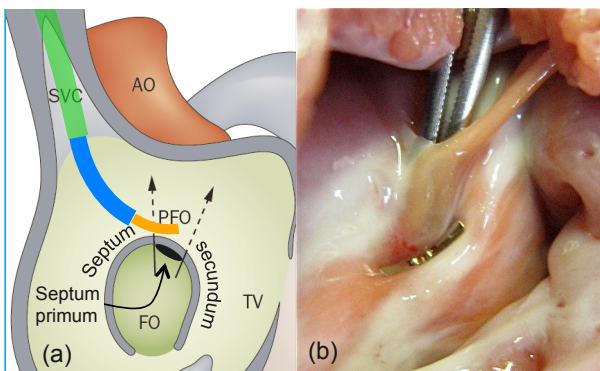 AO
SVC
PFO
Septum
secundum
Septum
primum
FO
TV
(a)
(b)